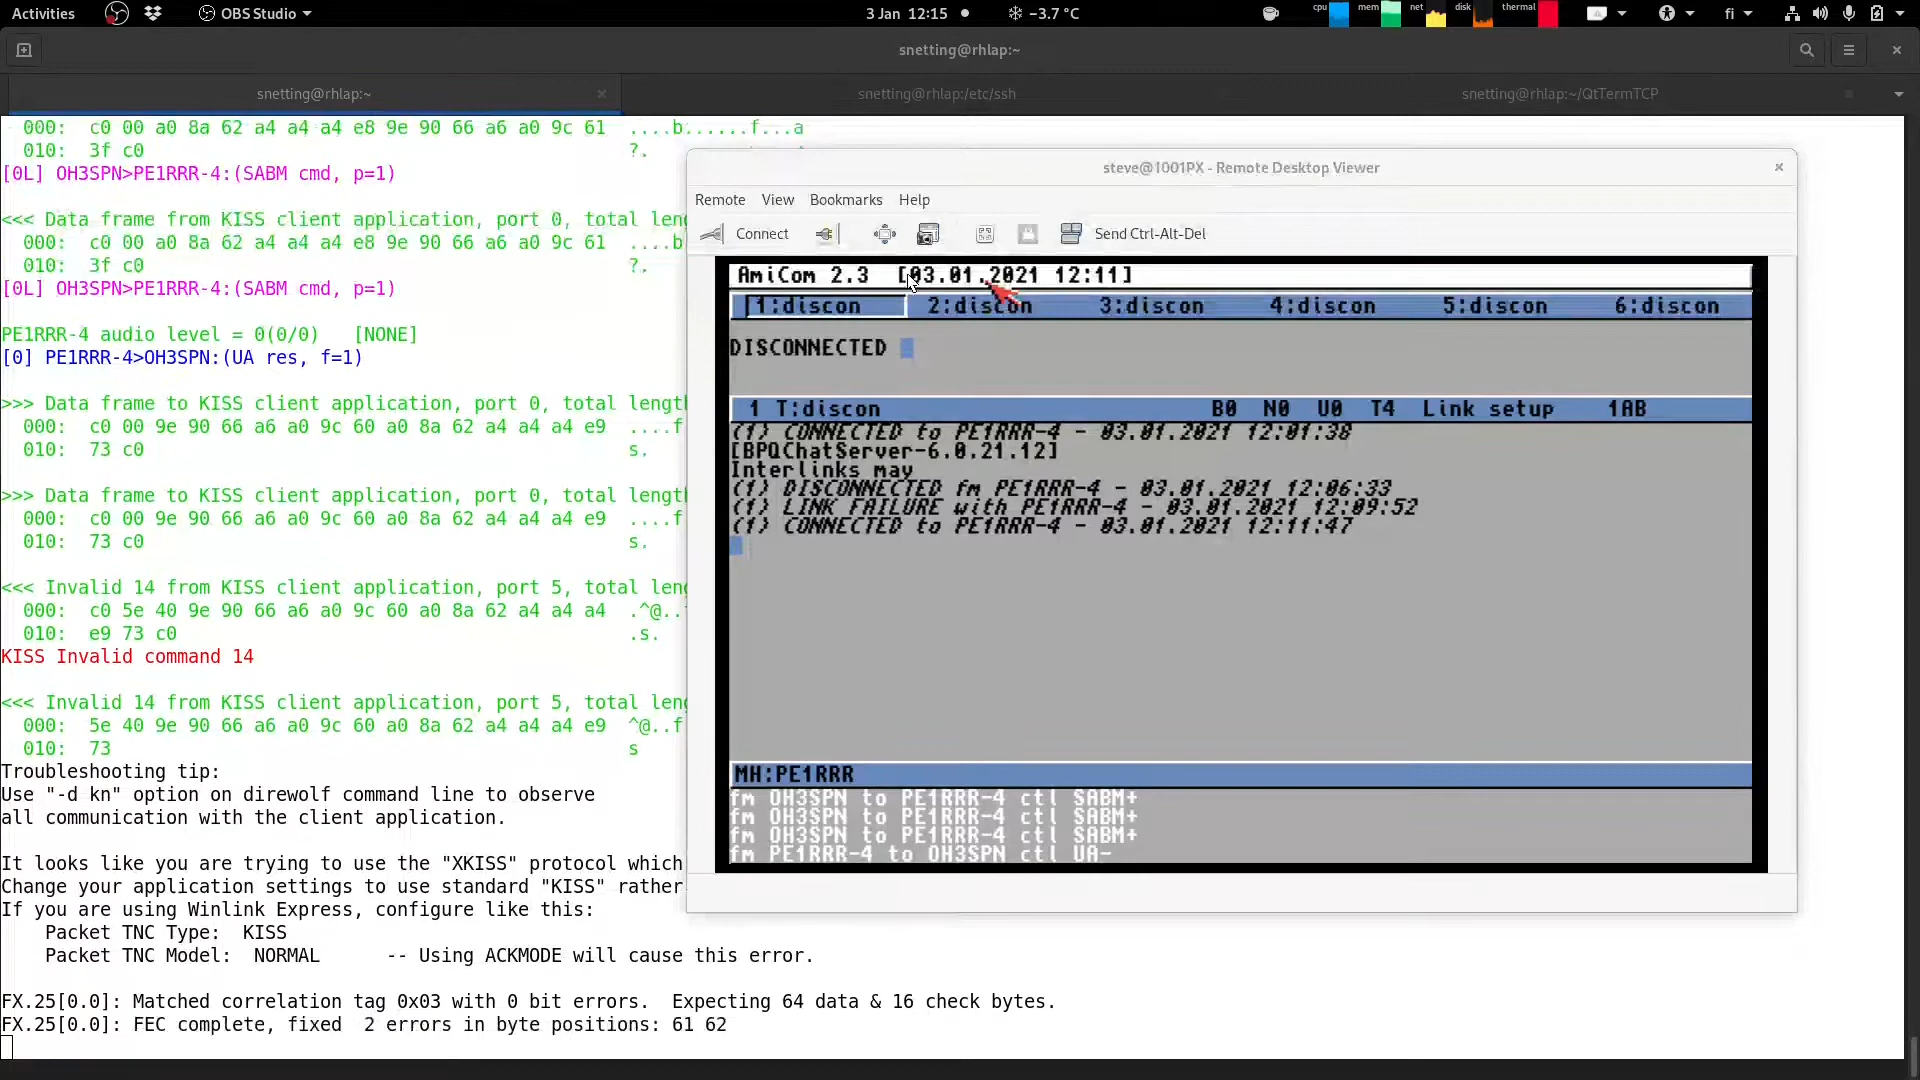 Activities
OBS Studio
3 Jan 12:15
−3.7 °C
cpu
mem
net
disk
thermal
fi
snetting@rhlap:~
snetting@rhlap:~
snetting@rhlap:/etc/ssh
snetting@rhlap:~/QtTermTCP
000: c0 00 a0 8a 62 a4 a4 a4 e8 9e 90 66 a6 a0 9c 61 ....b......f...a
010: 3f c0 ?.
[0L] OH3SPN>PE1RRR-4:(SABM cmd, p=1)
<<< Data frame from KISS client application, port 0, total leng
000: c0 00 a0 8a 62 a4 a4 a4 e8 9e 90 66 a6 a0 9c 61 ....b
010: 3f c0 ?.
[0L] OH3SPN>PE1RRR-4:(SABM cmd, p=1)
PE1RRR-4 audio level = 0(0/0) [NONE]
[0] PE1RRR-4>OH3SPN:(UA res, f=1)
>>> Data frame to KISS client application, port 0, total length
000: c0 00 9e 90 66 a6 a0 9c 60 a0 8a 62 a4 a4 a4 e9 ....f
010: 73 c0 s.
>>> Data frame to KISS client application, port 0, total length
000: c0 00 9e 90 66 a6 a0 9c 60 a0 8a 62 a4 a4 a4 e9 ....f
010: 73 c0 s.
<<< Invalid 14 from KISS client application, port 5, total leng
000: c0 5e 40 9e 90 66 a6 a0 9c 60 a0 8a 62 a4 a4 a4 .^@..
010: e9 73 c0 .s.
KISS Invalid command 14
<<< Invalid 14 from KISS client application, port 5, total leng
000: 5e 40 9e 90 66 a6 a0 9c 60 a0 8a 62 a4 a4 a4 e9 ^@..f
010: 73 s
Troubleshooting tip:
Use "-d kn" option on direwolf command line to observe
all communication with the client application.
It looks like you are trying to use the "XKISS" protocol which
Change your application settings to use standard "KISS" rather
If you are using Winlink Express, configure like this:
Packet TNC Type: KISS
Packet TNC Model: NORMAL -- Using ACKMODE will cause this error.
FX.25[0.0]: Matched correlation tag 0x03 with 0 bit errors. Expecting 64 data & 16 check bytes.
FX.25[0.0]: FEC complete, fixed 2 errors in byte positions: 61 62
steve@1001PX - Remote Desktop Viewer
Remote View Bookmarks Help
Connect
Send Ctrl-Alt-Del
AmiCom 2.3 [03.01.2021 12:11]
1:discon 2:discon 3:discon 4:discon 5:discon 6:discon
DISCONNECTED
1 T:discon B0 N0 U0 T4 Link setup 1AB
(1) CONNECTED to PE1RRR-4 - 03.01.2021 12:01:38
[BPQChatServer-6.0.21.12]
Interlinks may
(1) DISCONNECTED fm PE1RRR-4 - 03.01.2021 12:06:33
(1) LINK FAILURE with PE1RRR-4 - 03.01.2021 12:09:52
(1) CONNECTED to PE1RRR-4 - 03.01.2021 12:11:47
MH:PE1RRR
fm OH3SPN to PE1RRR-4 ctl SABM+
fm OH3SPN to PE1RRR-4 ctl SABM+
fm OH3SPN to PE1RRR-4 ctl SABM+
fm PE1RRR-4 to OH3SPN ctl UA-